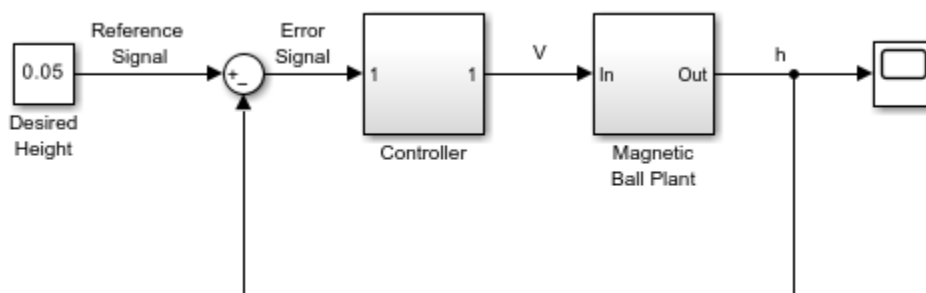 Reference
Signal
Error
Signal
0.05
+
-
1
1
V
In
Out
h
Desired
Height
Controller
Magnetic
Ball Plant